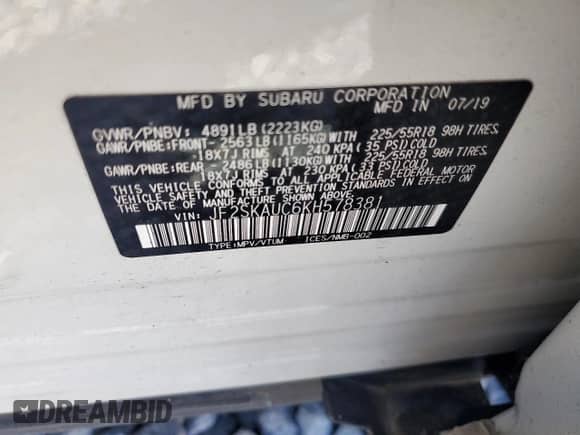 MFD BY SUBARU CORPORATION
MFD IN 07/19
GVWR/PNBV: 4891LB(2223KG)
GAWR/PNBE:FRONT-2563LB(1165KG)WITH 225/55R18 98H TIRES.
18X7J RIMS AT 240 KPA(35 PSI)COLD
GAWR/PNBE:REAR -2486LB(1130KG)WITH 225/55R18 98H TIRES.
18X7J RIMS AT 230 KPA(33 PSI)COLD
THIS VEHICLE CONFORMS TO ALL APPLICABLE FEDERAL MOTOR
VEHICLE SAFETY AND THEFT PREVENTION STANDARDS IN EFFECT ON THE DATE
OF MANUFACTURE SHOWN ABOVE.
VIN: JF2SKAUC6KH578381
TYPE:MPV/VTUM ICES/NMB-002
DREAMBID